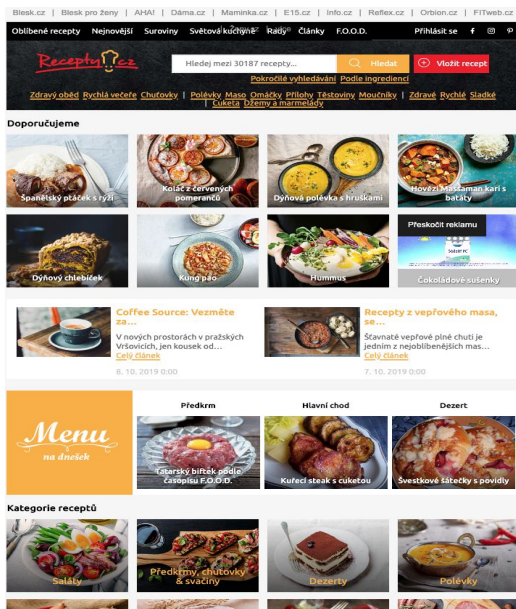 Blesk.cz | Blesk pro ženy | AHA! | Dáma.cz | Maminka.cz | E15.cz | Info.cz | Reflex.cz | Orbion.cz | FITweb.cz
Oblíbené recepty Nejnovější Suroviny Světové kuchyně Rady Články F.O.O.D. Přihlásit se
Recepty.cz
Hledej mezi 30187 recepty... Hledat Vložit recept
Pokročilé vyhledávání Podle ingrediencí
Zdravý oběd Rychlá večeře Chuťovky | Polévky Maso Omáčky Přílohy Těstoviny Moučníky | Zdravé Rychlé Sladké
| Cuketa Džemy a marmelády
Doporučujeme
Španělský ptáček s rýží
Koláč z červených
pomerančů
Dýňová polévka s hruškami
Hovězí Massaman kari s
batáty
Dýňový chlebíček
Kung pao
Hummus
Přeskočit reklamu
Čokoládové sušenky
Coffee Source: Vezměte
za...
V nových prostorách v pražských
Vršovicích, jen kousek od...
Celý článek
8. 10. 2019 0:00
Recepty z vepřového masa,
se...
Šťavnaté vepřové plné chuti je
jedním z nejoblíbenějších mas...
Celý článek
7. 10. 2019 0:00
Menu
na dnešek
Předkrm
Hlavní chod
Dezert
Tatarský biftek podle
časopisu F.O.O.D.
Kuřecí steak s cuketou
Švestkové šátečky s povidly
Kategorie receptů
Saláty
Předkrmy, chuťovky
& svačiny
Dezerty
Polévky